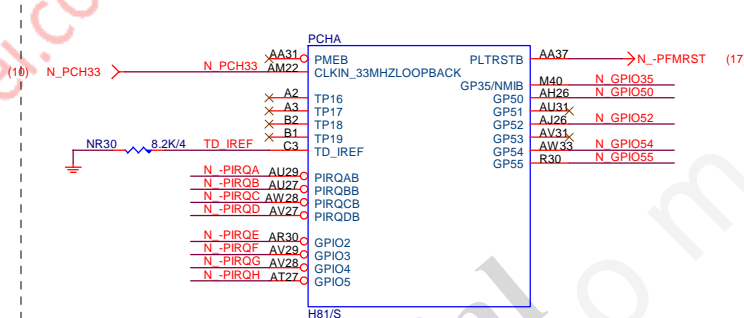 PCHA
AA31 PMEB PLTRSTB AA37 N_-PFMRST (17
(10) N_PCH33 N_PCH33 AM22 CLKIN_33MHZLOOPBACK
GP35/NMIB M40 N_GPIO35
A2 TP16 GP50 AH26 N_GPIO50
A3 TP17 GP51 AU31
B2 TP18 GP52 AJ26 N_GPIO52
B1 TP19 GP53 AV31
NR30 8.2K/4 TD_IREF C3 TD_IREF GP54 AW33 N_GPIO54
GP55 R30 N_GPIO55
N_-PIRQA AU29 PIRQAB
N_-PIRQB AU27 PIRQBB
N_-PIRQC AW28 PIRQCB
N_-PIRQD AV27 PIRQDB
N_-PIRQE AR30 GPIO2
N_-PIRQF AV29 GPIO3
N_-PIRQG AV28 GPIO4
N_-PIRQH AT27 GPIO5
H81/S